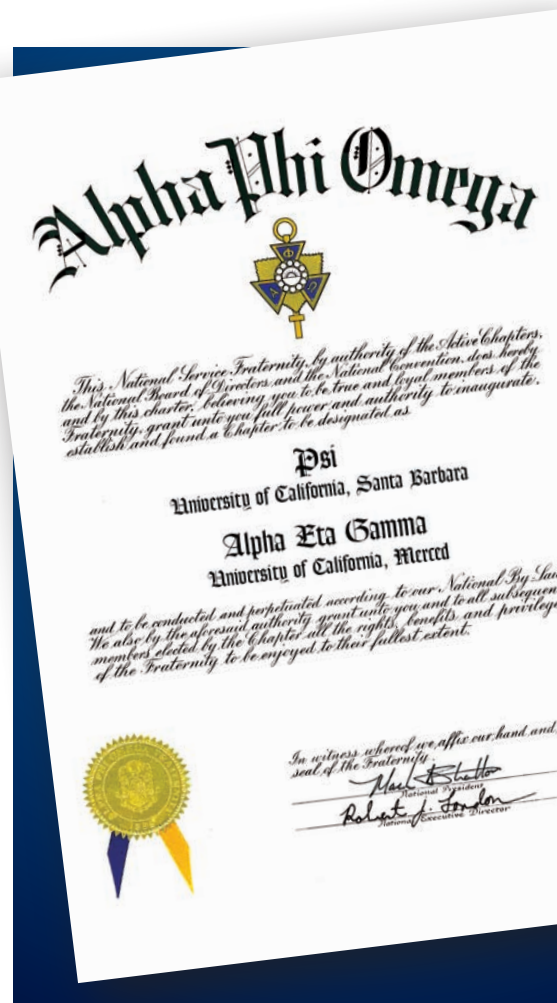 Alpha Phi Omega
Α Φ Ω
This National Service Fraternity, by authority of the Active Chapters,
the National Board of Directors and the National Convention, does hereby
and by this charter, believing you to be true and loyal members of the
Fraternity, grant unto you full power and authority to inaugurate,
establish and found a Chapter to be designated as
Psi
University of California, Santa Barbara
Alpha Eta Gamma
University of California, Merced
and to be conducted and perpetuated according to our National By-Law
We also by the aforesaid authority grant unto you and to all subsequen
members elected by the Chapter all the rights, benefits and privileg
of the Fraternity to be enjoyed to their fullest extent.
In witness whereof we affix our hand and
seal of the Fraternity.
National President
Robert J. London
National Executive Director